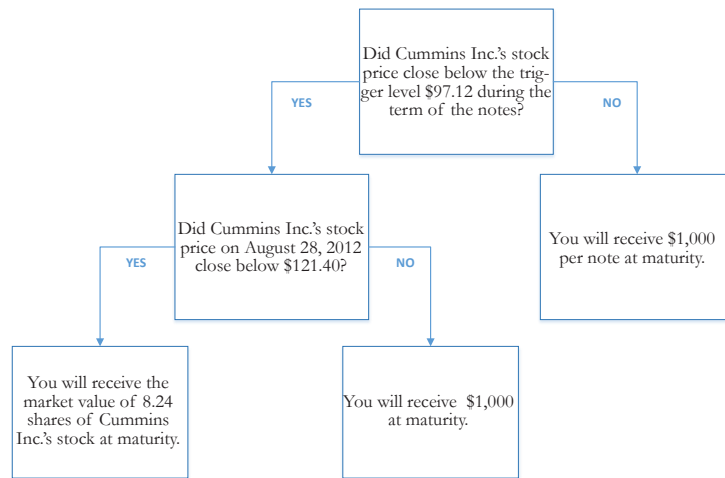 Did Cummins Inc.'s stock
price close below the trig-
ger level $97.12 during the
term of the notes?
YES
NO
Did Cummins Inc.'s stock
price on August 28, 2012
close below $121.40?
You will receive $1,000
per note at maturity.
YES
NO
You will receive the
market value of 8.24
shares of Cummins
Inc.'s stock at maturity.
You will receive $1,000
at maturity.